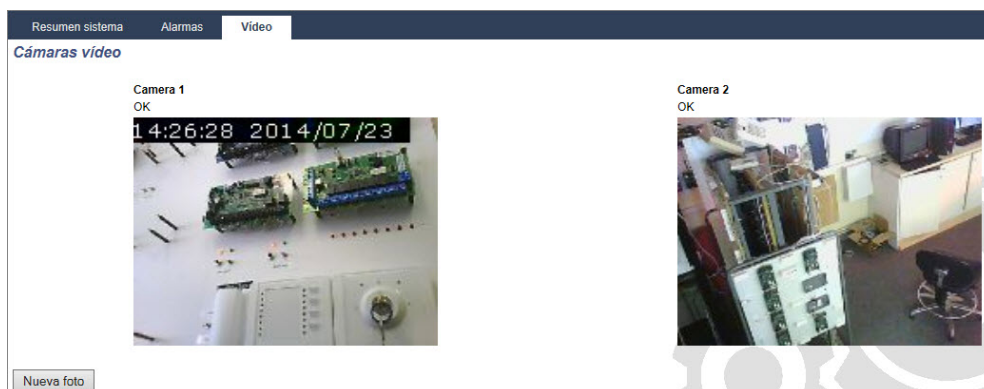 Resumen sistema Alarmas Vídeo
Cámaras vídeo
Camera 1 Camera 2
OK OK
14:26:28 2014/07/23
Nueva foto